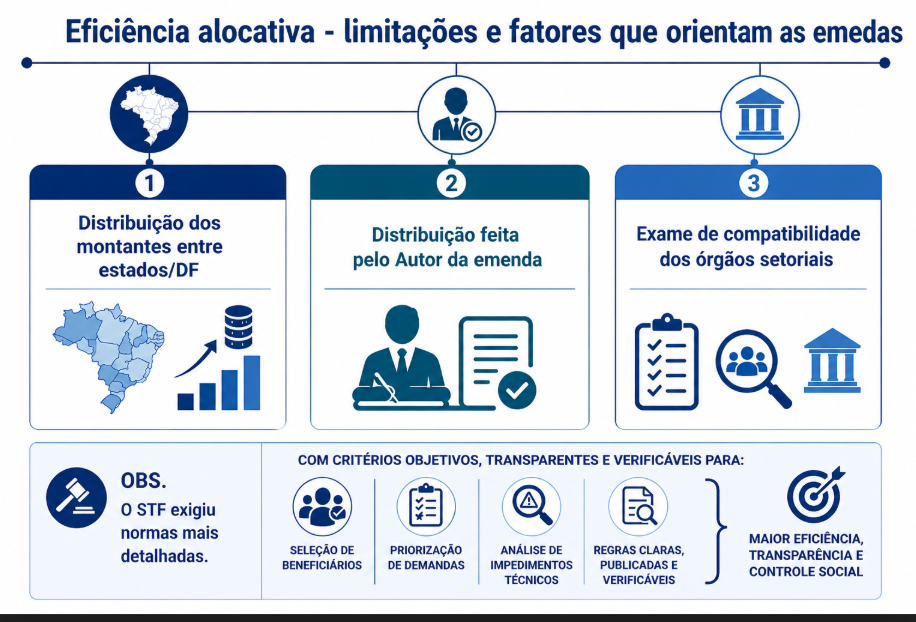 Eficiência alocativa - limitações e fatores que orientam as emedas
1
Distribuição dos
montantes entre
estados/DF
2
Distribuição feita
pelo Autor da emenda
3
Exame de compatibilidade
dos órgãos setoriais
OBS.
O STF exigiu
normas mais
detalhadas.
COM CRITÉRIOS OBJETIVOS, TRANSPARENTES E VERIFICÁVEIS PARA:
SELEÇÃO DE
BENEFICIÁRIOS
PRIORIZAÇÃO
DE DEMANDAS
ANÁLISE DE
IMPEDIMENTOS
TÉCNICOS
REGRAS CLARAS,
PUBLICADAS E
VERIFICÁVEIS
MAIOR EFICIÊNCIA,
TRANSPARÊNCIA E
CONTROLE SOCIAL